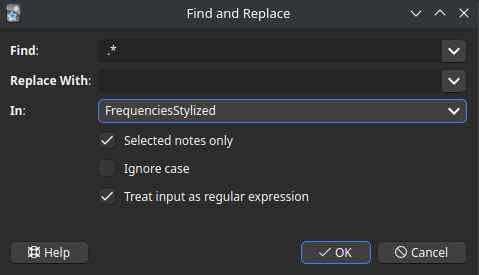 Find and Replace
Find: .*
Replace With:
In: FrequenciesStylized
Selected notes only
Ignore case
Treat input as regular expression
Help OK Cancel